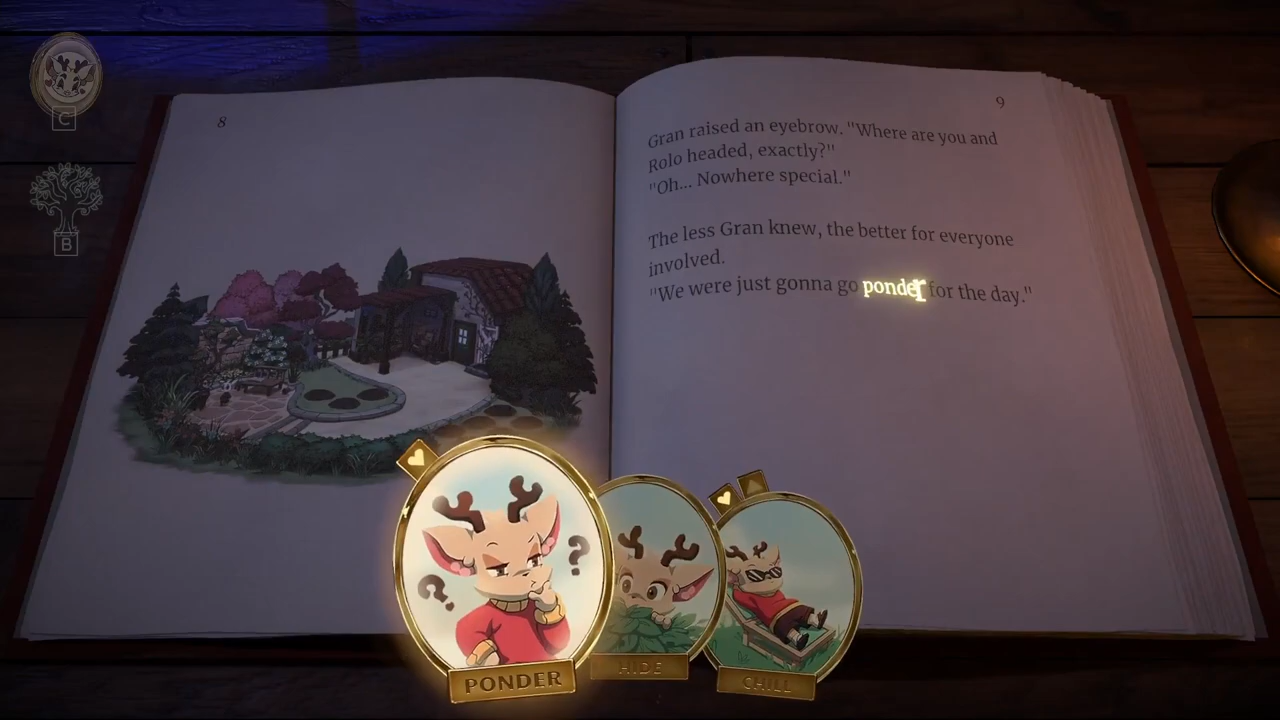 C
B
8
9
Gran raised an eyebrow. "Where are you and
Rolo headed, exactly?"
"Oh... Nowhere special."
The less Gran knew, the better for everyone
involved.
"We were just gonna go ponder for the day."
? ?
PONDER
HIDE
CHILL